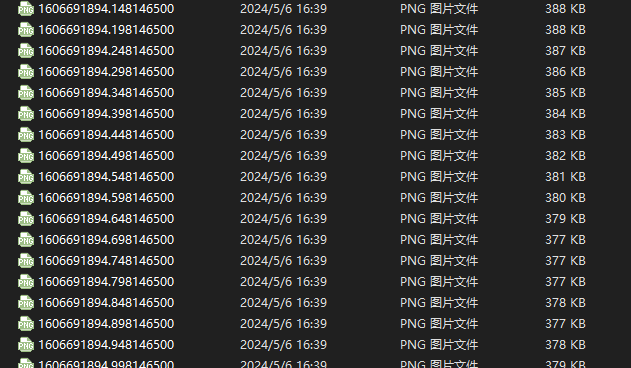 1606691894.148146500 2024/5/6 16:39 PNG 图片文件 388 KB
1606691894.198146500 2024/5/6 16:39 PNG 图片文件 388 KB
1606691894.248146500 2024/5/6 16:39 PNG 图片文件 387 KB
1606691894.298146500 2024/5/6 16:39 PNG 图片文件 386 KB
1606691894.348146500 2024/5/6 16:39 PNG 图片文件 385 KB
1606691894.398146500 2024/5/6 16:39 PNG 图片文件 384 KB
1606691894.448146500 2024/5/6 16:39 PNG 图片文件 383 KB
1606691894.498146500 2024/5/6 16:39 PNG 图片文件 382 KB
1606691894.548146500 2024/5/6 16:39 PNG 图片文件 381 KB
1606691894.598146500 2024/5/6 16:39 PNG 图片文件 380 KB
1606691894.648146500 2024/5/6 16:39 PNG 图片文件 379 KB
1606691894.698146500 2024/5/6 16:39 PNG 图片文件 377 KB
1606691894.748146500 2024/5/6 16:39 PNG 图片文件 377 KB
1606691894.798146500 2024/5/6 16:39 PNG 图片文件 377 KB
1606691894.848146500 2024/5/6 16:39 PNG 图片文件 378 KB
1606691894.898146500 2024/5/6 16:39 PNG 图片文件 377 KB
1606691894.948146500 2024/5/6 16:39 PNG 图片文件 378 KB
1606691894.998146500 2024/5/6 16:39 PNG 图片文件 379 KB